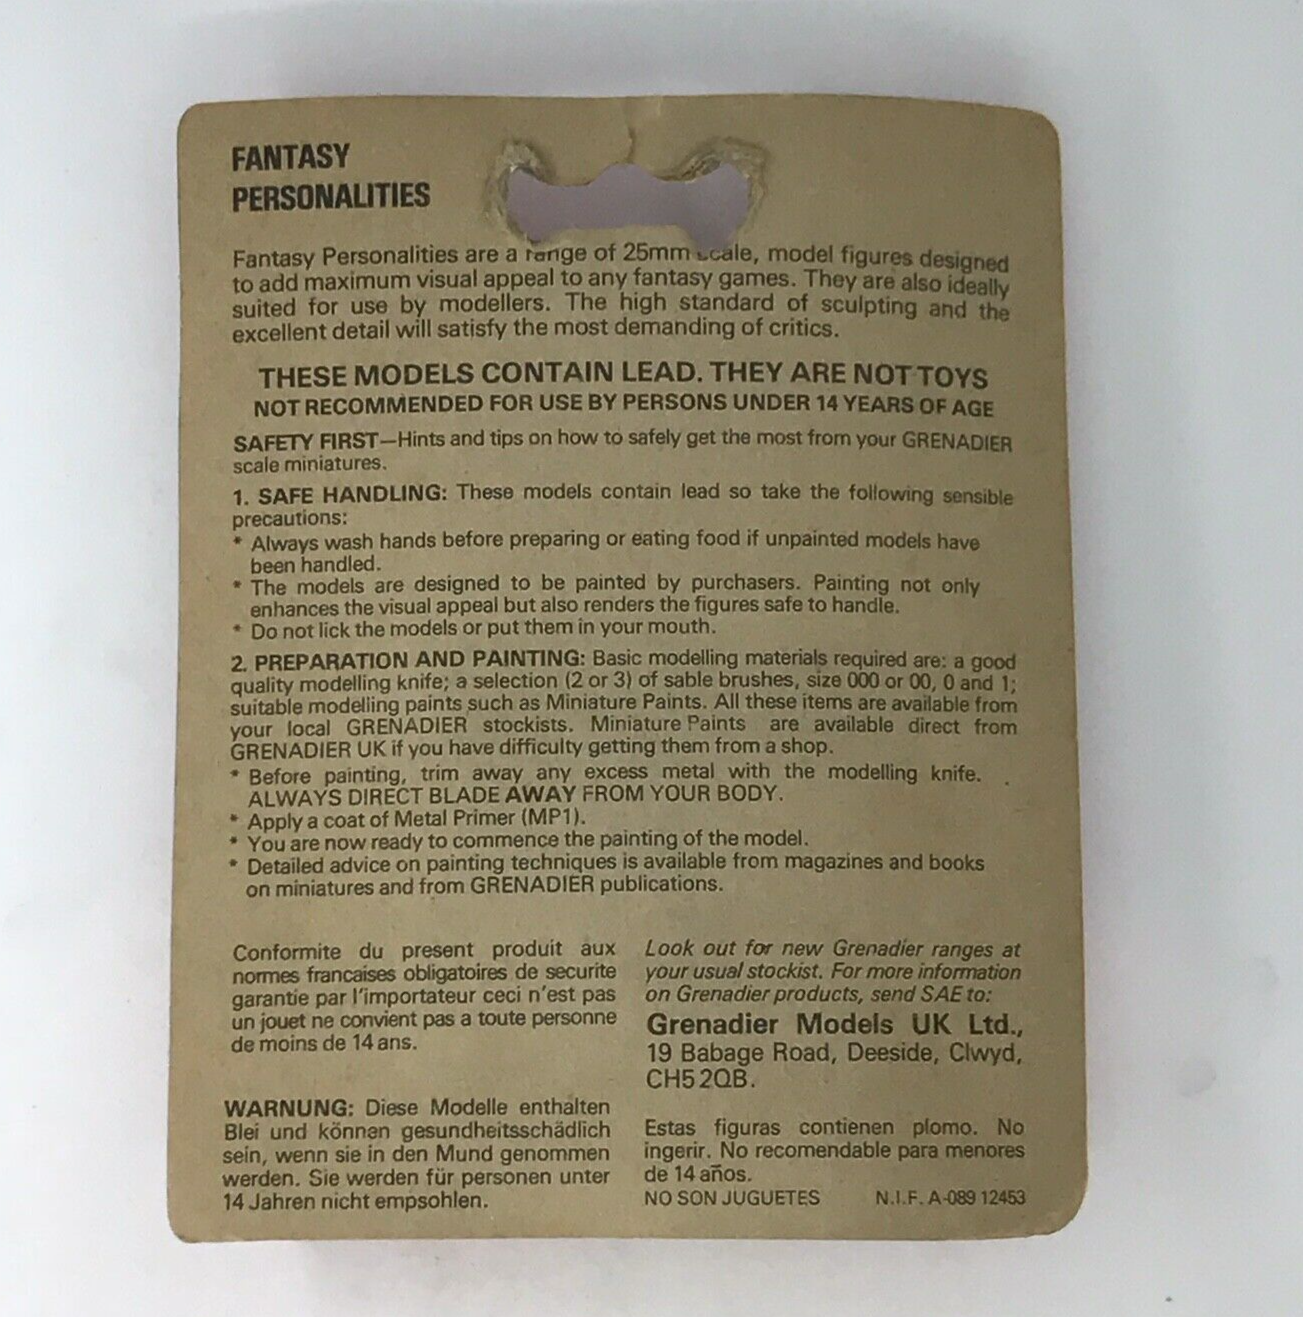 FANTASY
PERSONALITIES
Fantasy Personalities are a range of 25mm scale, model figures designed
to add maximum visual appeal to any fantasy games. They are also ideally
suited for use by modellers. The high standard of sculpting and the
excellent detail will satisfy the most demanding of critics.
THESE MODELS CONTAIN LEAD. THEY ARE NOT TOYS
NOT RECOMMENDED FOR USE BY PERSONS UNDER 14 YEARS OF AGE
SAFETY FIRST—Hints and tips on how to safely get the most from your GRENADIER
scale miniatures.
1. SAFE HANDLING: These models contain lead so take the following sensible
precautions:
* Always wash hands before preparing or eating food if unpainted models have
been handled.
* The models are designed to be painted by purchasers. Painting not only
enhances the visual appeal but also renders the figures safe to handle.
* Do not lick the models or put them in your mouth.
2. PREPARATION AND PAINTING: Basic modelling materials required are: a good
quality modelling knife; a selection (2 or 3) of sable brushes, size 000 or 00, 0 and 1;
suitable modelling paints such as Miniature Paints. All these items are available from
your local GRENADIER stockists. Miniature Paints are available direct from
GRENADIER UK if you have difficulty getting them from a shop.
* Before painting, trim away any excess metal with the modelling knife.
ALWAYS DIRECT BLADE AWAY FROM YOUR BODY.
* Apply a coat of Metal Primer (MP1).
* You are now ready to commence the painting of the model.
* Detailed advice on painting techniques is available from magazines and books
on miniatures and from GRENADIER publications.
Conformite du present produit aux
normes francaises obligatoires de securite
garantie par l'importateur ceci n'est pas
un jouet ne convient pas a toute personne
de moins de 14 ans.
WARNUNG: Diese Modelle enthalten
Blei und können gesundheitsschädlich
sein, wenn sie in den Mund genommen
werden. Sie werden für personen unter
14 Jahren nicht empsohlen.
Look out for new Grenadier ranges at
your usual stockist. For more information
on Grenadier products, send SAE to:
Grenadier Models UK Ltd.,
19 Babage Road, Deeside, Clwyd,
CH5 2QB.
Estas figuras contienen plomo. No
ingerir. No recomendable para menores
de 14 años.
NO SON JUGUETES N.I.F. A-089 12453